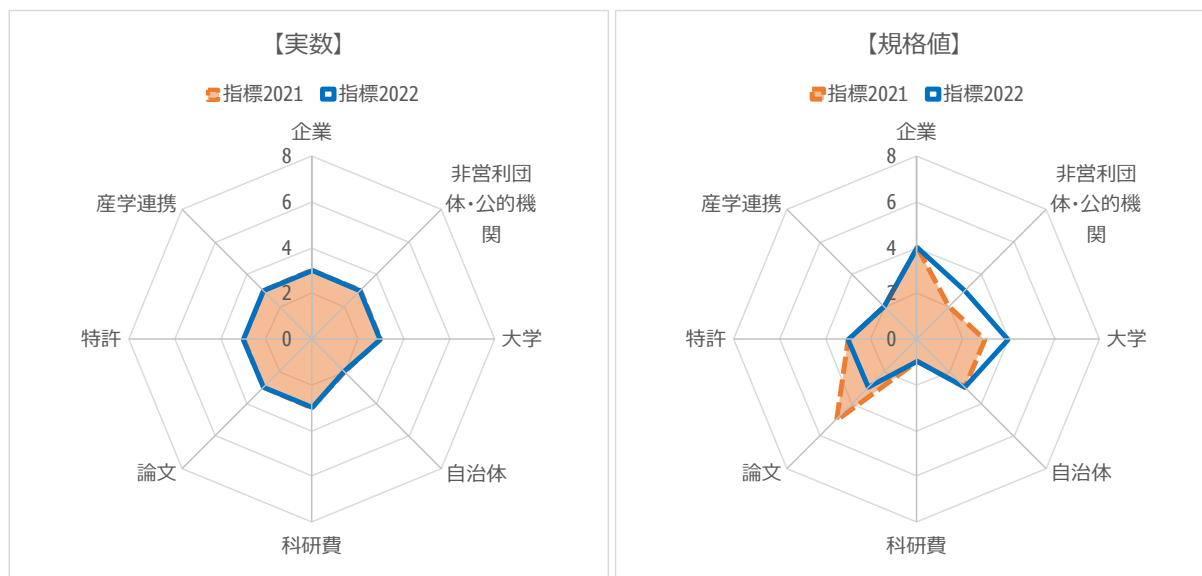 【実数】
指標2021 指標2022
企業
8
非営利団
体・公的機
関
6
産学連携
4
2
特許
0
大学
論文
自治体
科研費
【規格値】
指標2021 指標2022
企業
8
非営利団
体・公的機
関
6
産学連携
4
2
特許
0
大学
論文
自治体
科研費